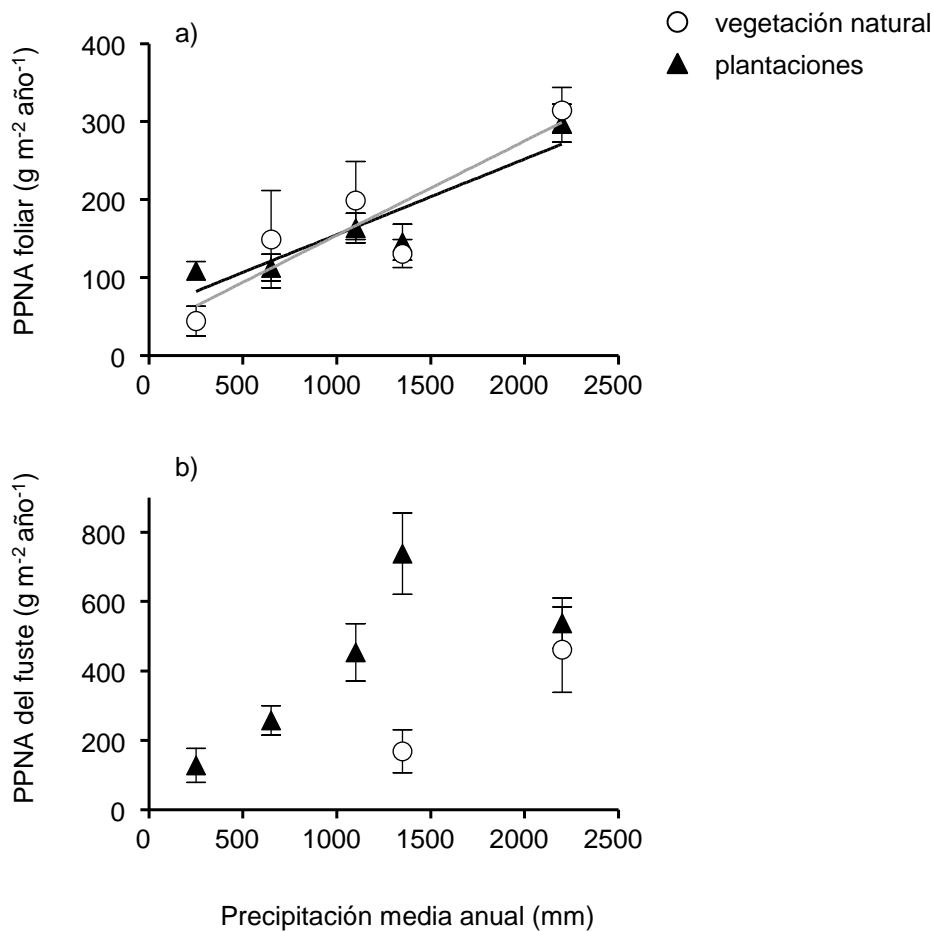 vegetación natural
plantaciones
a)
PPNA foliar (g m-2 año-1)
400
300
200
100
0
0 500 1000 1500 2000 2500
b)
PPNA del fuste (g m-2 año-1)
800
600
400
200
0
0 500 1000 1500 2000 2500
Precipitación media anual (mm)